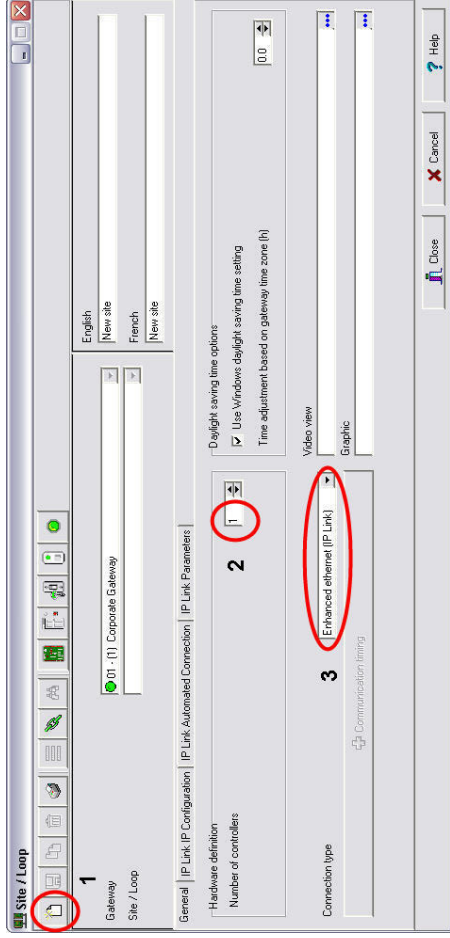 Site / Loop
1
Gateway
01 - (1) Corporate Gateway
Site / Loop
English
New site
French
New site
General
IP Link IP Configuration
IP Link Automated Connection
IP Link Parameters
Hardware definition
Number of controllers
2
1
Daylight saving time options
Use Windows daylight saving time setting
Time adjustment based on gateway time zone (h)
0.0
Connection type
3
Enhanced ethernet (IP Link)
Communication timing
Video view
Graphic
Close
Cancel
Help